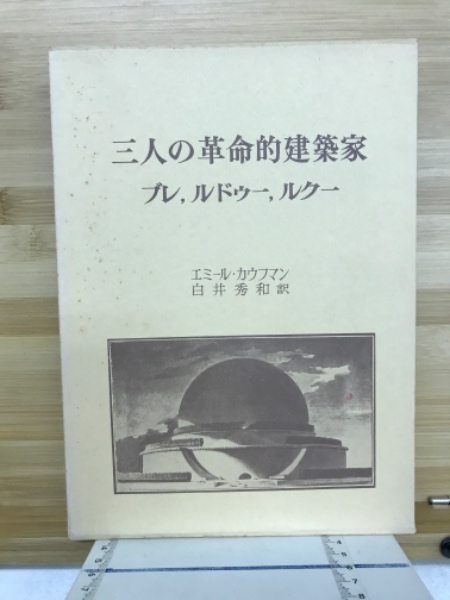 三人の革命的建築家
ブレ, ルドゥー, ルクー
エミール・カウフマン
白井秀和訳